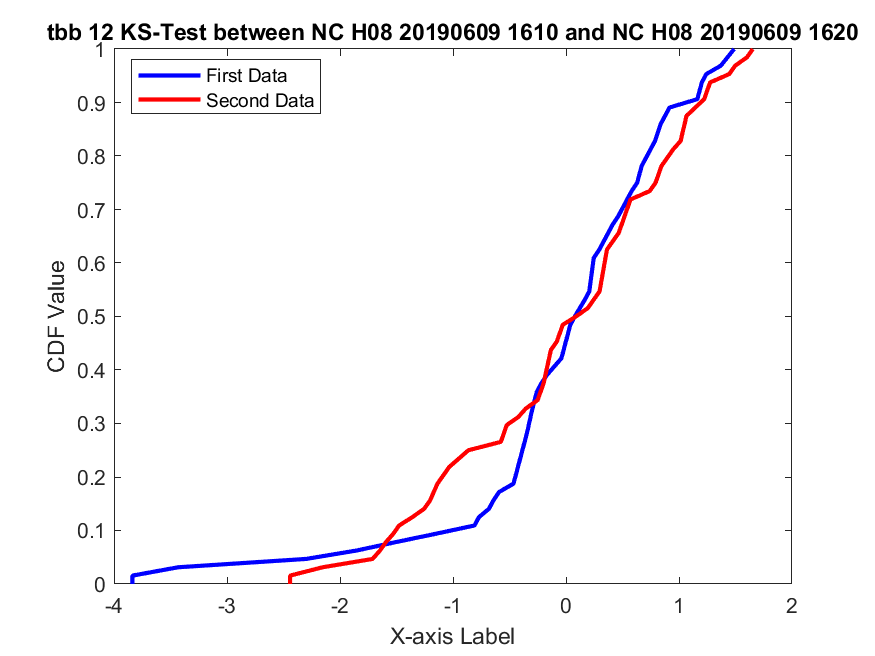 tbb 12 KS-Test between NC H08 20190609 1610 and NC H08 20190609 1620
First Data
Second Data
1
0.9
0.8
0.7
0.6
0.5
0.4
0.3
0.2
0.1
0
CDF Value
-4 -3 -2 -1 0 1 2
X-axis Label